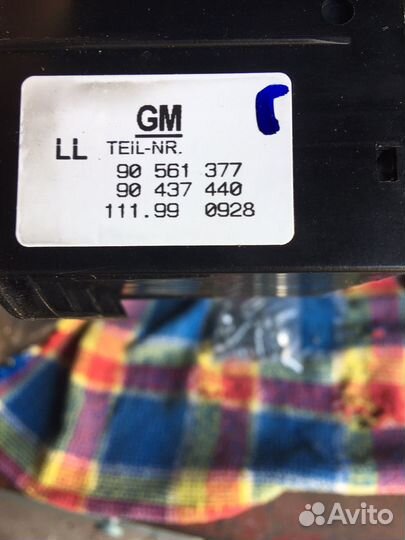 GM
LL TEIL-NR.
90 561 377
90 437 440
111.99 0928
Avito